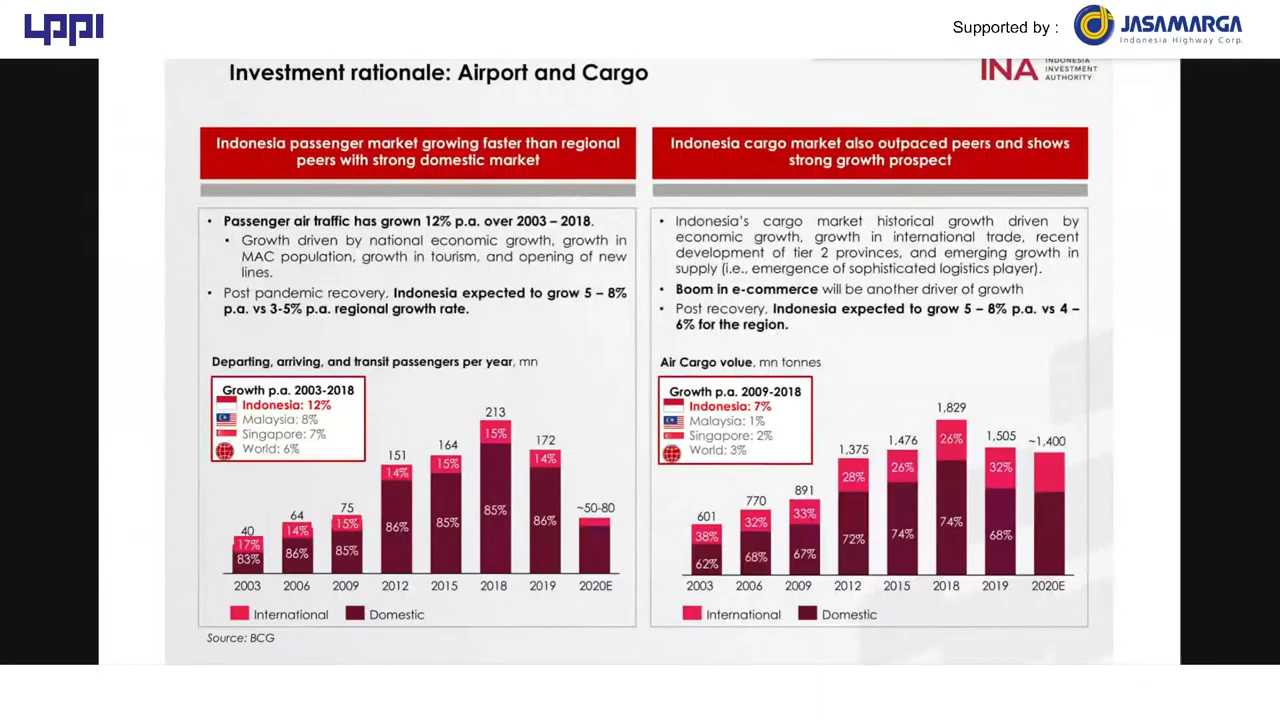 LPPI
Supported by :
JASAMARGA
Indonesia Highway Corp.
Investment rationale: Airport and Cargo
INA
INDONESIA
INVESTMENT
AUTHORITY
Indonesia passenger market growing faster than regional
peers with strong domestic market
• Passenger air traffic has grown 12% p.a. over 2003 – 2018.
• Growth driven by national economic growth, growth in
MAC population, growth in tourism, and opening of new
lines.
• Post pandemic recovery, Indonesia expected to grow 5 – 8%
p.a. vs 3-5% p.a. regional growth rate.
Departing, arriving, and transit passengers per year, mn
Growth p.a. 2003-2018
Indonesia: 12%
Malaysia: 8%
Singapore: 7%
World: 6%
40
17%
83%
64
14%
86%
75
15%
85%
151
14%
86%
164
15%
85%
213
15%
85%
172
14%
86%
~50-80
2003 2006 2009 2012 2015 2018 2019 2020E
International Domestic
Source: BCG
Indonesia cargo market also outpaced peers and shows
strong growth prospect
• Indonesia's cargo market historical growth driven by
economic growth, growth in international trade, recent
development of tier 2 provinces, and emerging growth in
supply (i.e., emergence of sophisticated logistics player).
• Boom in e-commerce will be another driver of growth
• Post recovery, Indonesia expected to grow 5 – 8% p.a. vs 4 –
6% for the region.
Air Cargo volue, mn tonnes
Growth p.a. 2009-2018
Indonesia: 7%
Malaysia: 1%
Singapore: 2%
World: 3%
601
38%
62%
770
32%
68%
891
33%
67%
1,375
28%
72%
1,476
26%
74%
1,829
26%
74%
1,505
32%
68%
~1,400
2003 2006 2009 2012 2015 2018 2019 2020E
International Domestic